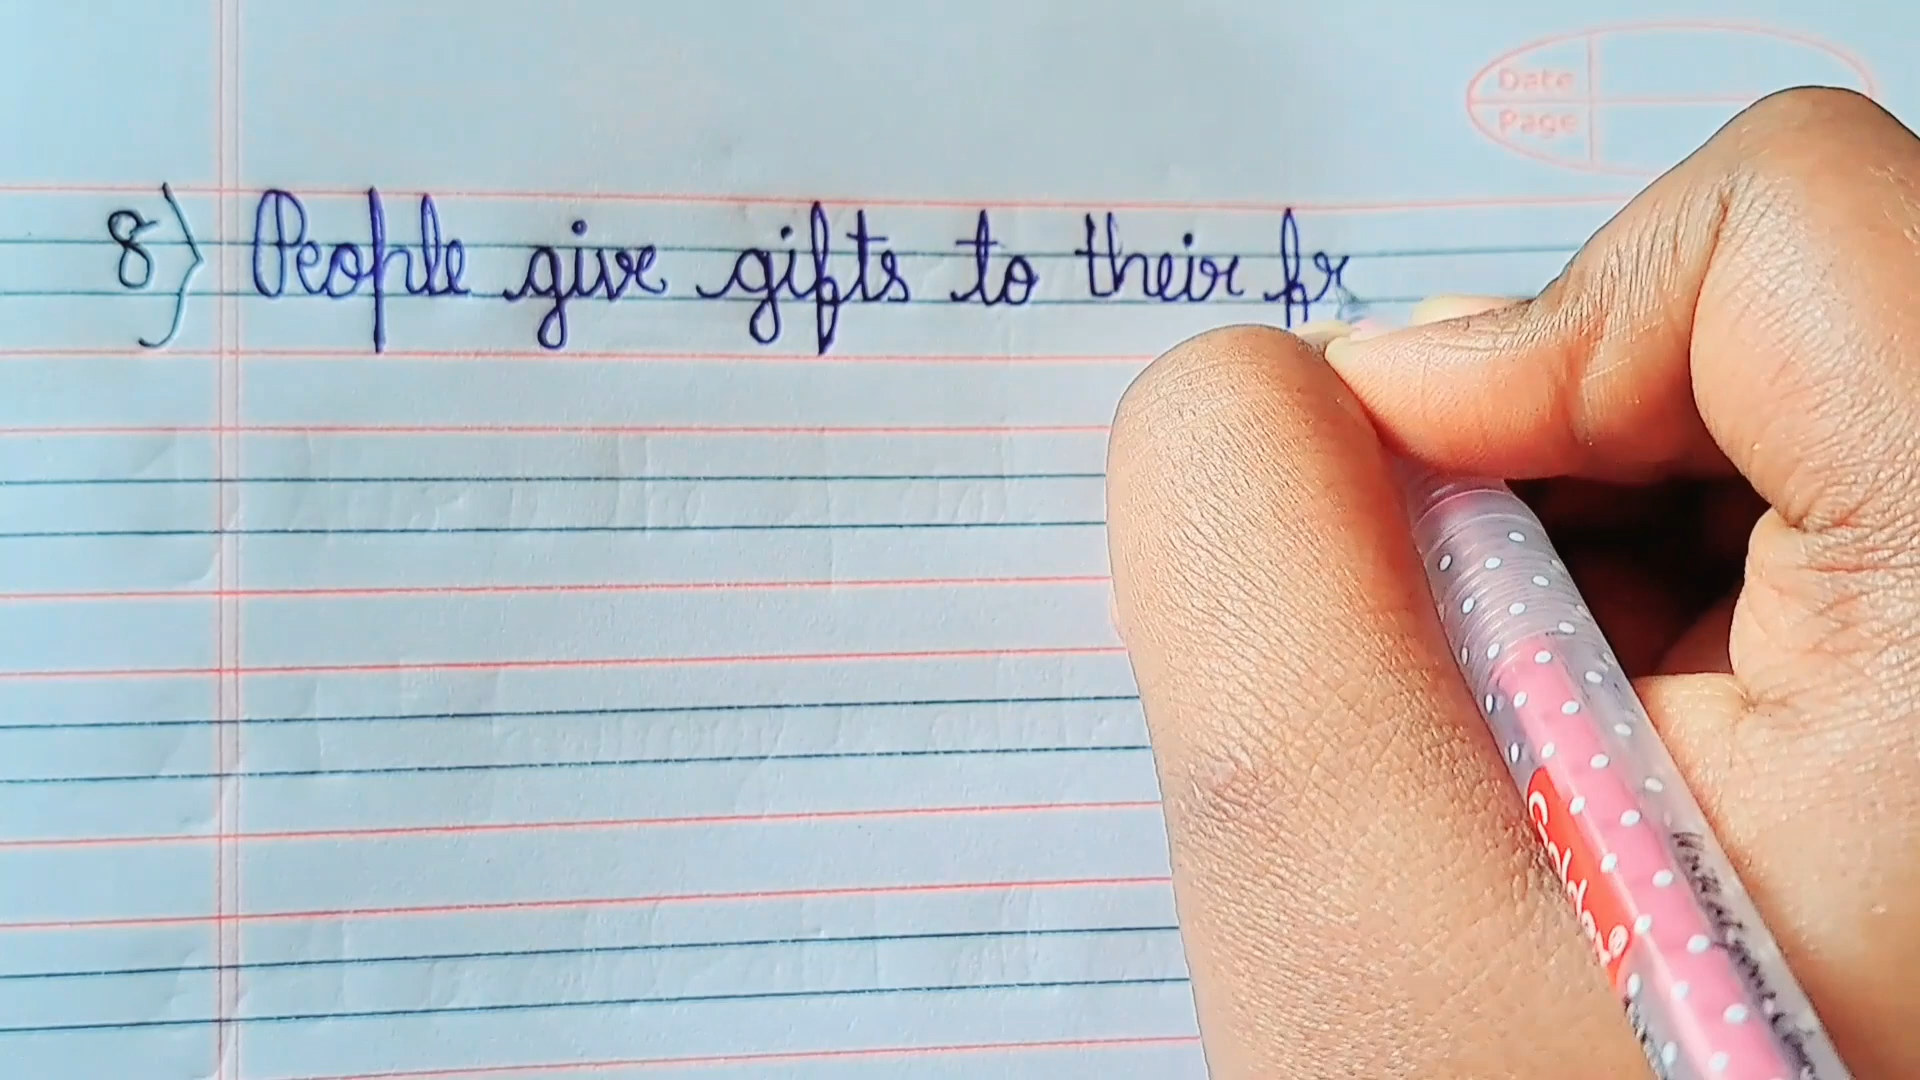 Date
Page
8) People give gifts to their fr